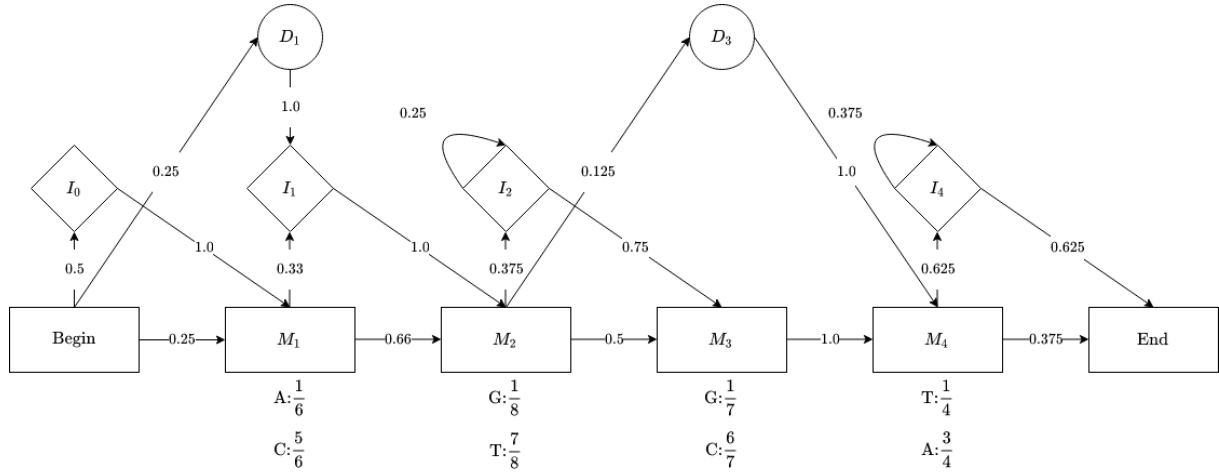 D₁
D₃
1.0
0.25
0.375
I₀
0.25
I₁
I₂
0.125
1.0
I₄
1.0
1.0
0.75
0.625
0.5
0.33
0.375
0.625
Begin
0.25
M₁
0.66
M₂
0.5
M₃
1.0
M₄
0.375
End
A:1/6
G:1/8
G:1/7
T:1/4
C:5/6
T:7/8
C:6/7
A:3/4